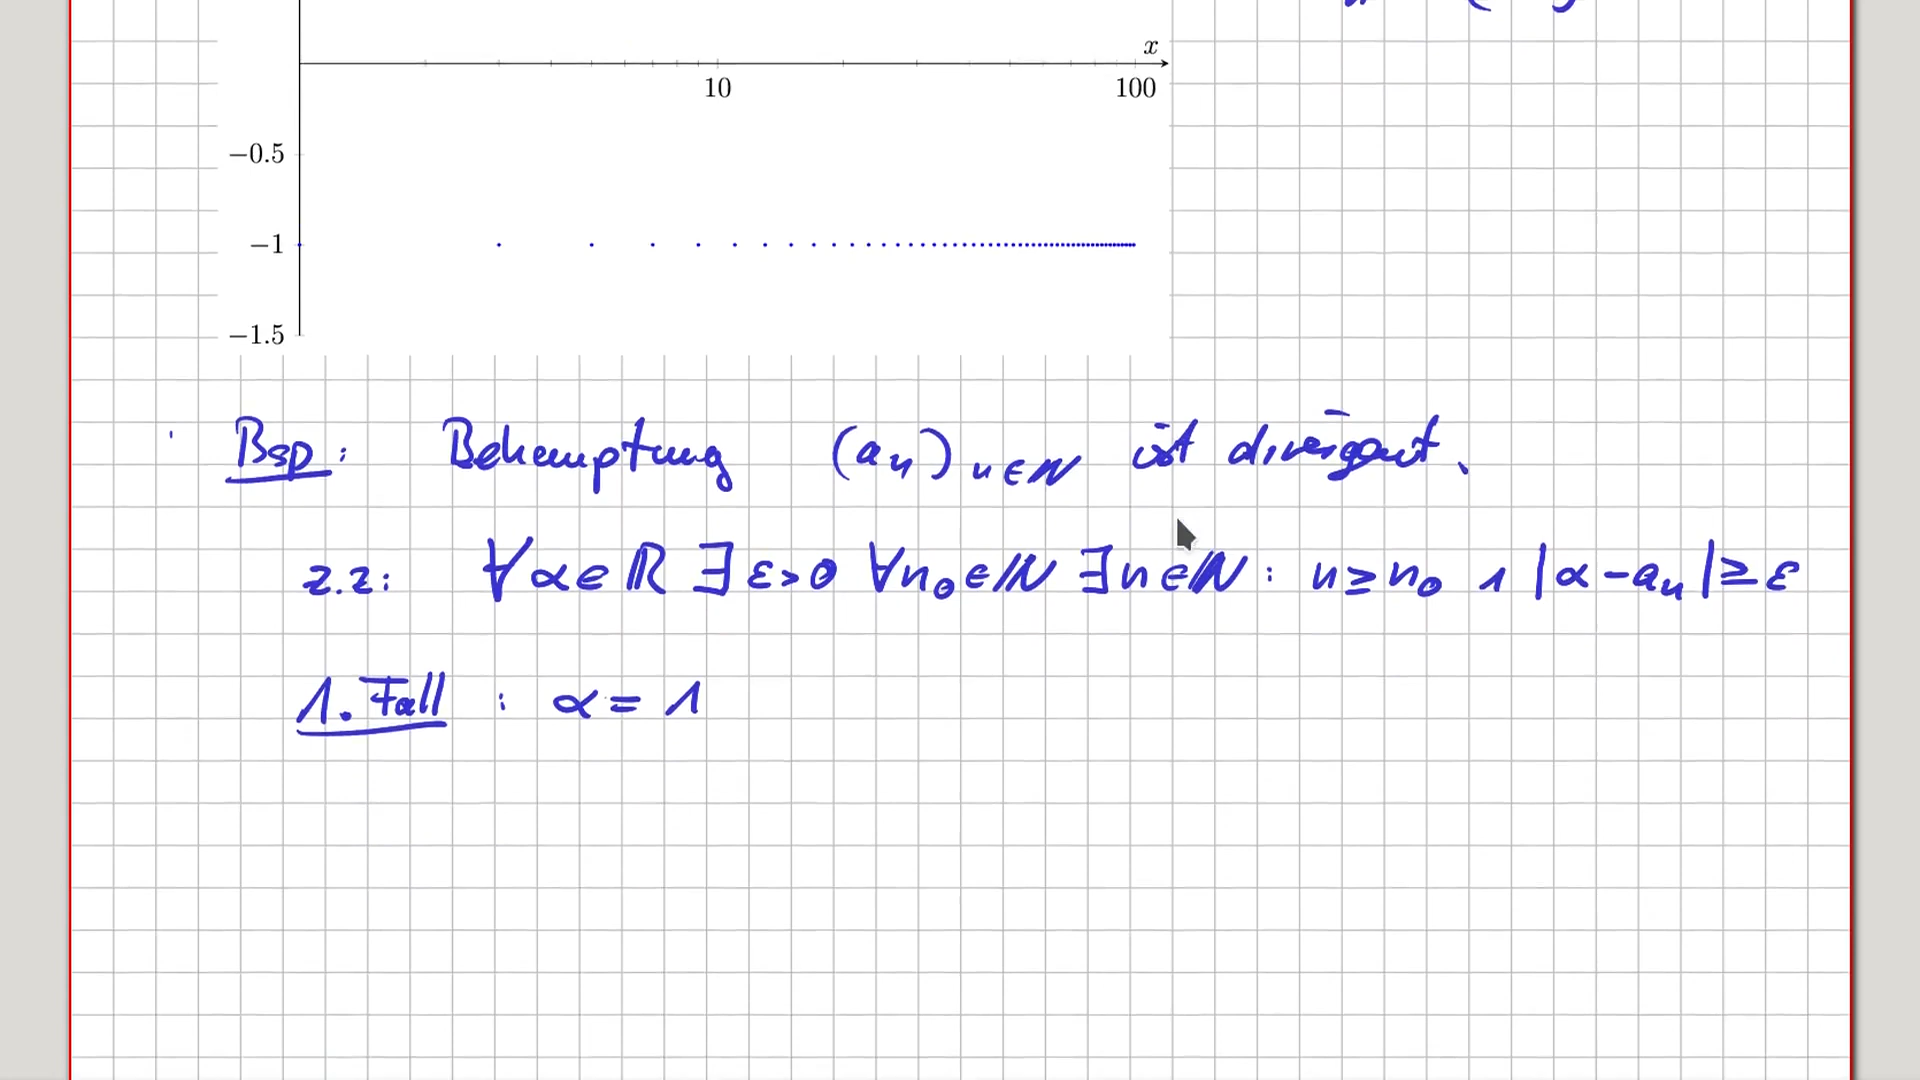 x
10 100
−0.5
−1
−1.5
Bsp: Behauptung (aₙ)ₙ∈ℕ ist divergent.
z.z: ∀α∈ℝ ∃ε>0 ∀n₀∈ℕ ∃n∈ℕ: n≥n₀ ∧ |α-aₙ|≥ε
1. Fall : α = 1